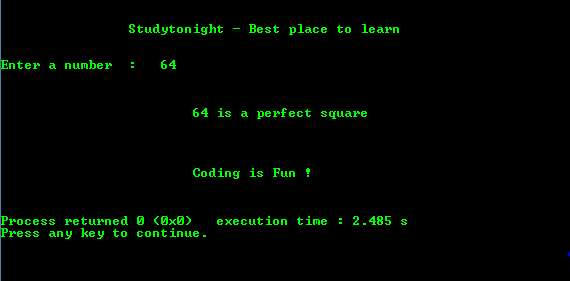 Studytonight - Best place to learn
Enter a number  :   64
64 is a perfect square
Coding is Fun !
Process returned 0 (0x0)   execution time : 2.485 s
Press any key to continue.